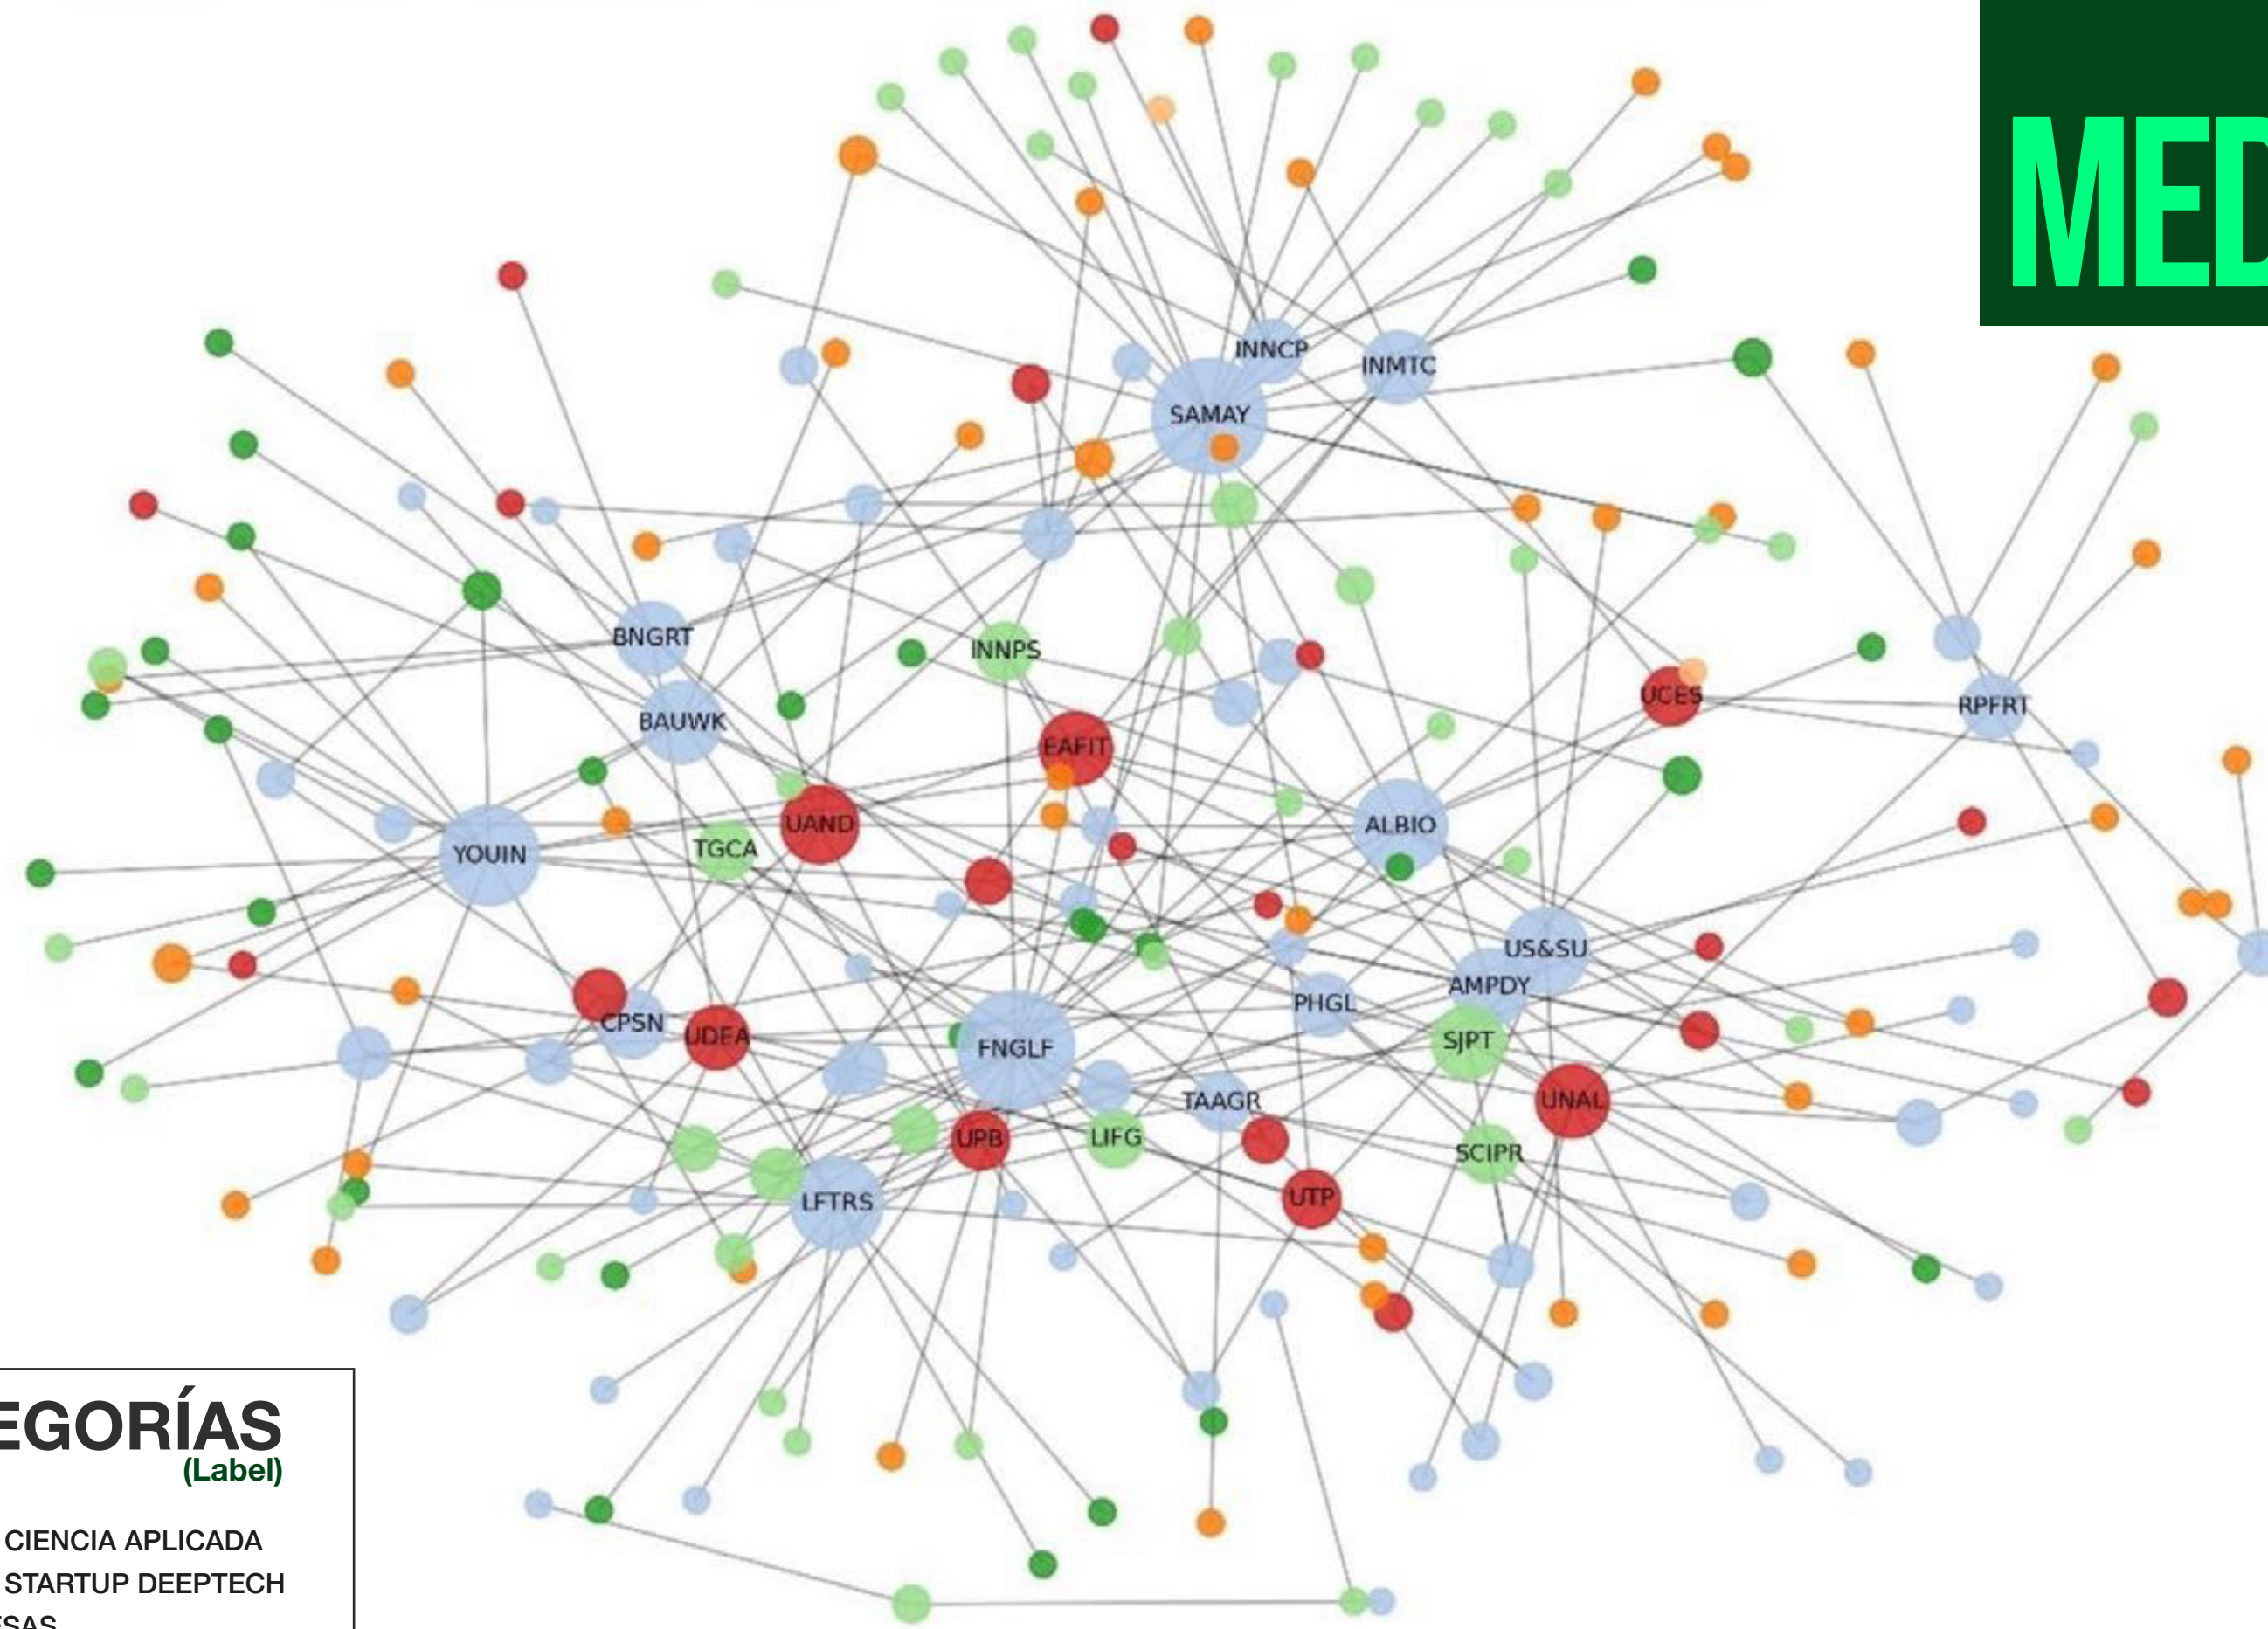 MED
INNCP
INMTC
SAMAY
BNGRT
INNPS
BAUWK
UCES
RPFRT
EAFIT
UAND
ALBIO
TGCA
YOUIN
US&SU
AMPDY
PHGL
CPSN
UDEA
FNGLF
SJPT
TAAGR
UNAL
UPB
LIFG
SCIPR
LFTRS
UTP
EGORÍAS
(Label)
CIENCIA APLICADA
STARTUP DEEPTECH
ESAS